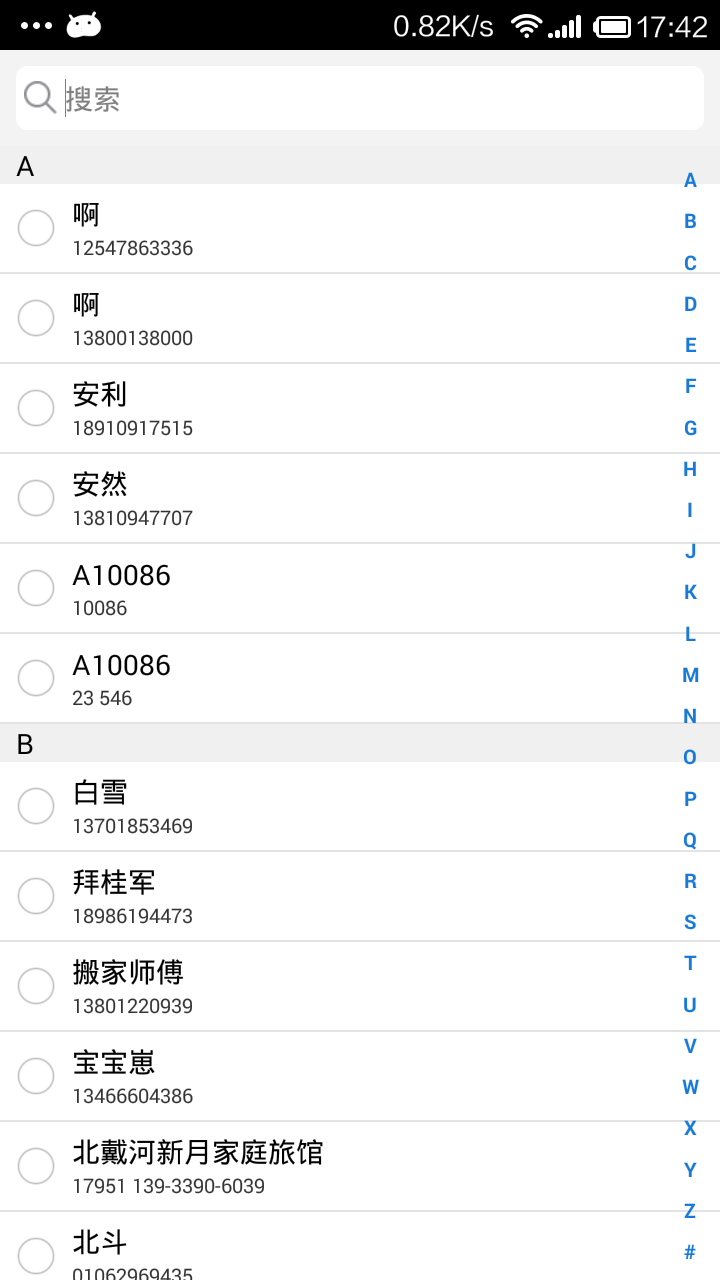 0.82K/s 17:42
搜索
A
啊
12547863336
啊
13800138000
安利
18910917515
安然
13810947707
A10086
10086
A10086
23 546
B
白雪
13701853469
拜桂军
18986194473
搬家师傅
13801220939
宝宝崽
13466604386
北戴河新月家庭旅馆
17951 139-3390-6039
北斗
01062969435
A
B
C
D
E
F
G
H
I
J
K
L
M
N
O
P
Q
R
S
T
U
V
W
X
Y
Z
#